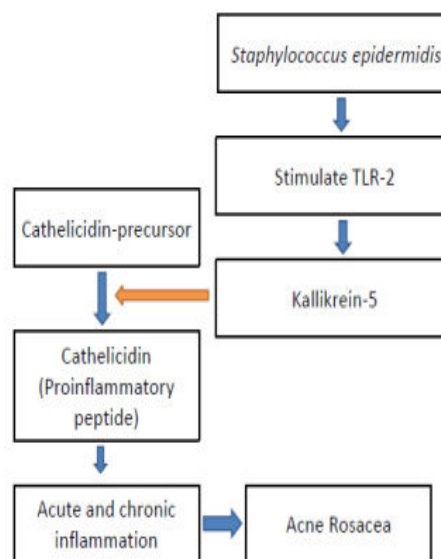 Staphylococcus epidermidis
Stimulate TLR-2
Cathelicidin-precursor
Kallikrein-5
Cathelicidin
(Proinflammatory
peptide)
Acute and chronic
inflammation
Acne Rosacea